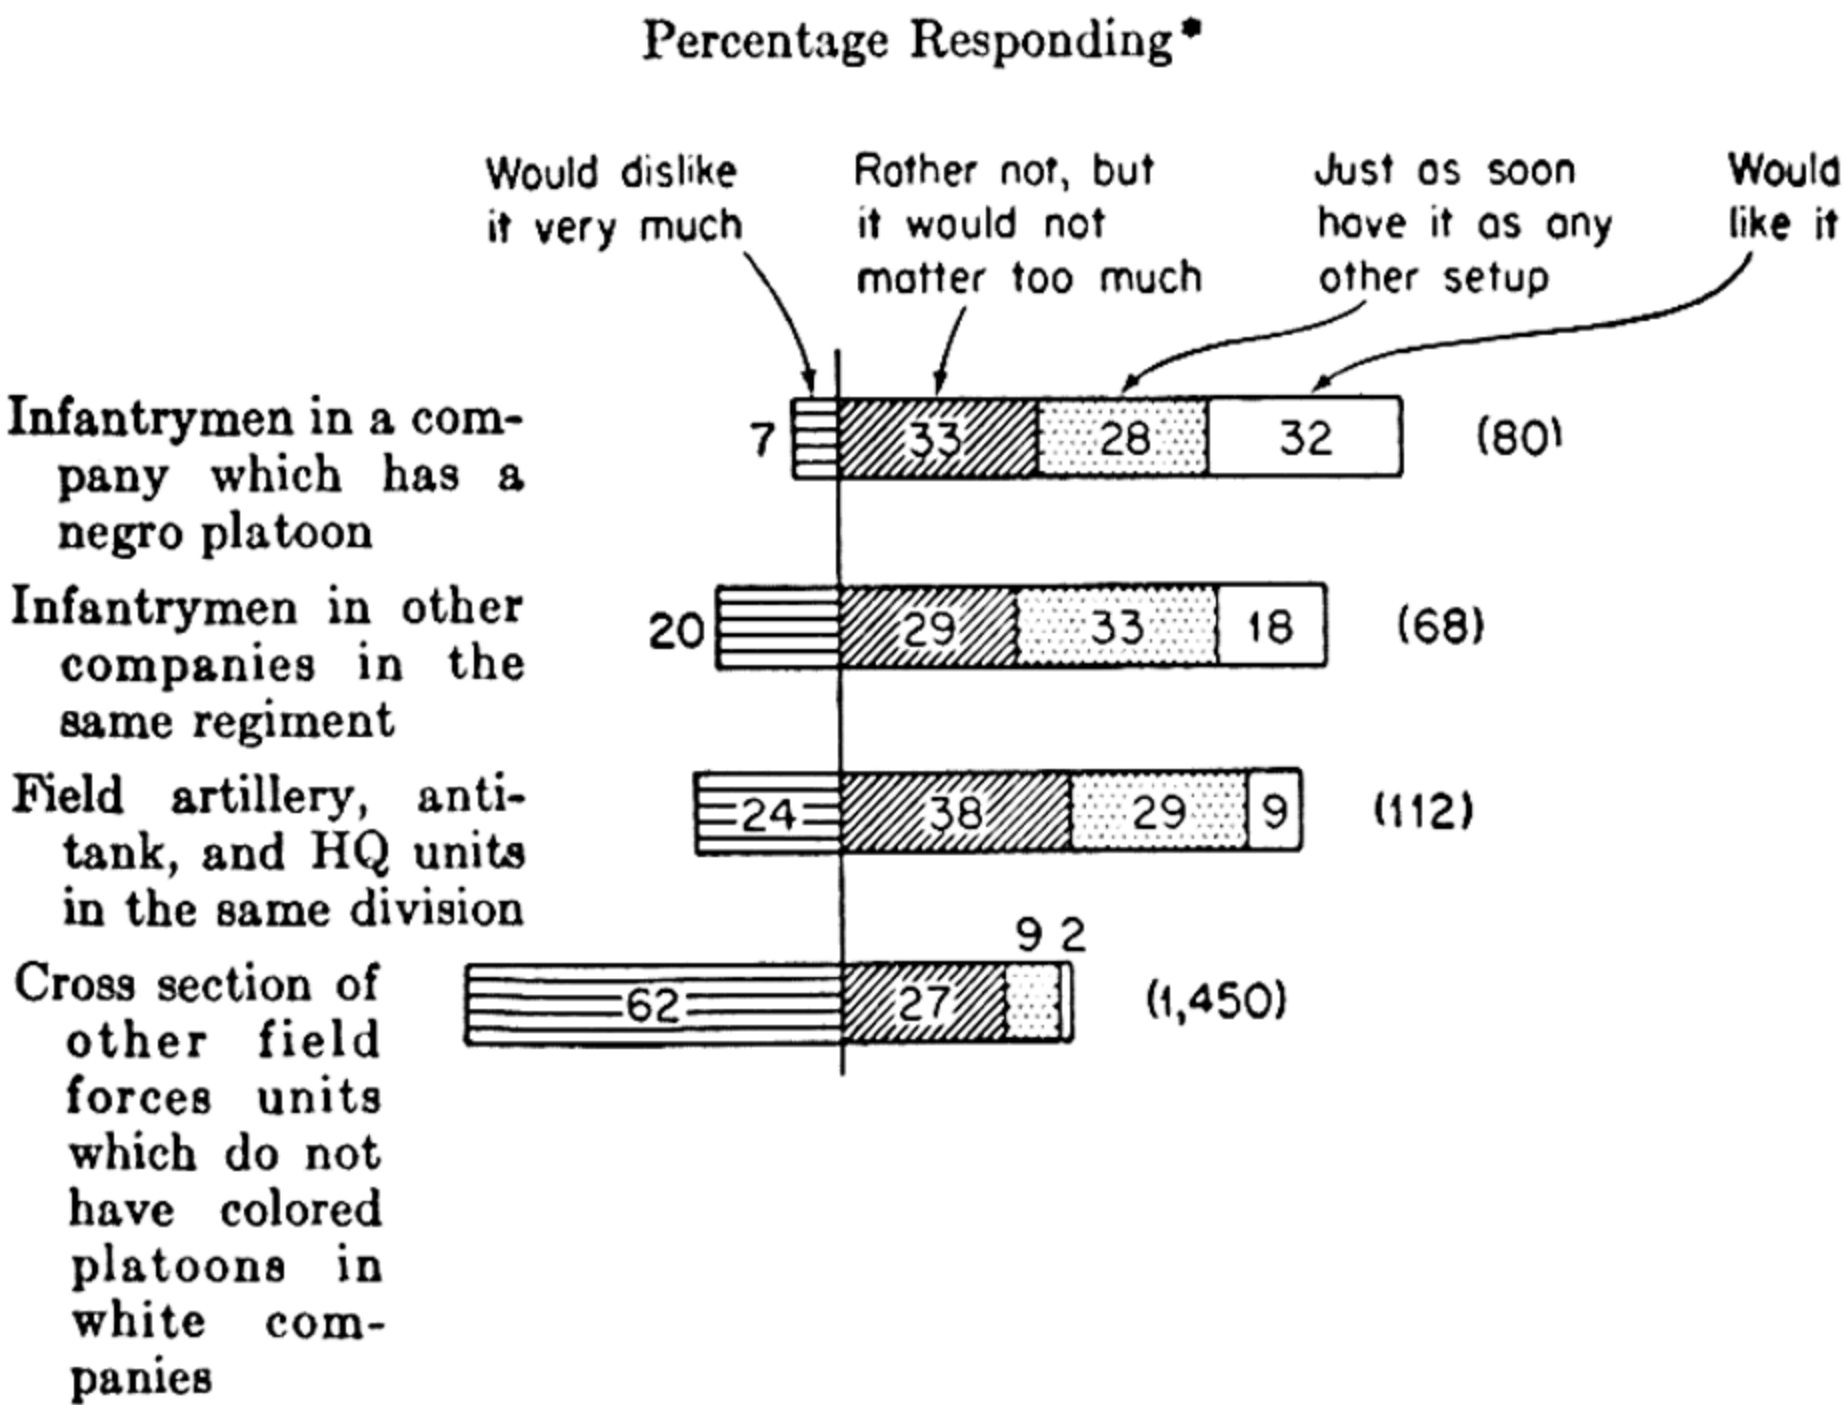 Percentage Responding*
Would dislike
it very much
Rather not, but
it would not
matter too much
Just as soon
have it as any
other setup
Would
like it
Infantrymen in a com-
pany which has a
negro platoon
7 33 28 32 (80)
Infantrymen in other
companies in the
same regiment
20 29 33 18 (68)
Field artillery, anti-
tank, and HQ units
in the same division
24 38 29 9 (112)
Cross section of
other field
forces units
which do not
have colored
platoons in
white com-
panies
9 2
62 27 (1,450)